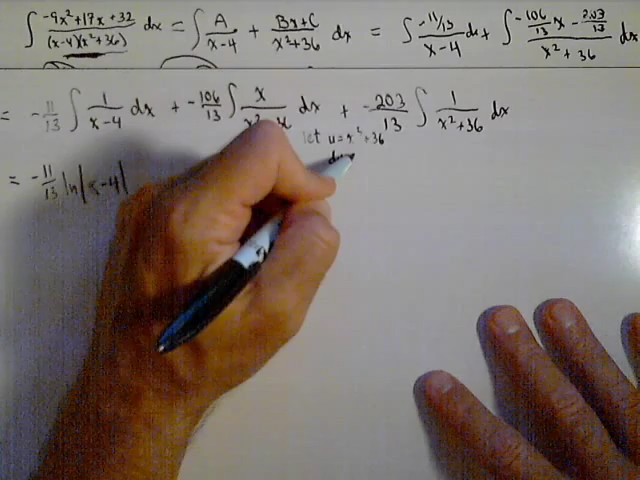 ∫ -9x² + 17x + 32 / (x-4)(x²+36) dx = ∫ A / x-4 + Bx+C / x²+36 dx = ∫ -11/13 / x-4 dx + ∫ -106/13 x - 203/13 / x²+36 dx
= -11/13 ∫ 1 / x-4 dx + -106/13 ∫ x / dx + -203/13 ∫ 1 / x²+36 dx
let u = x²+36
= -11/13 ln|x-4|